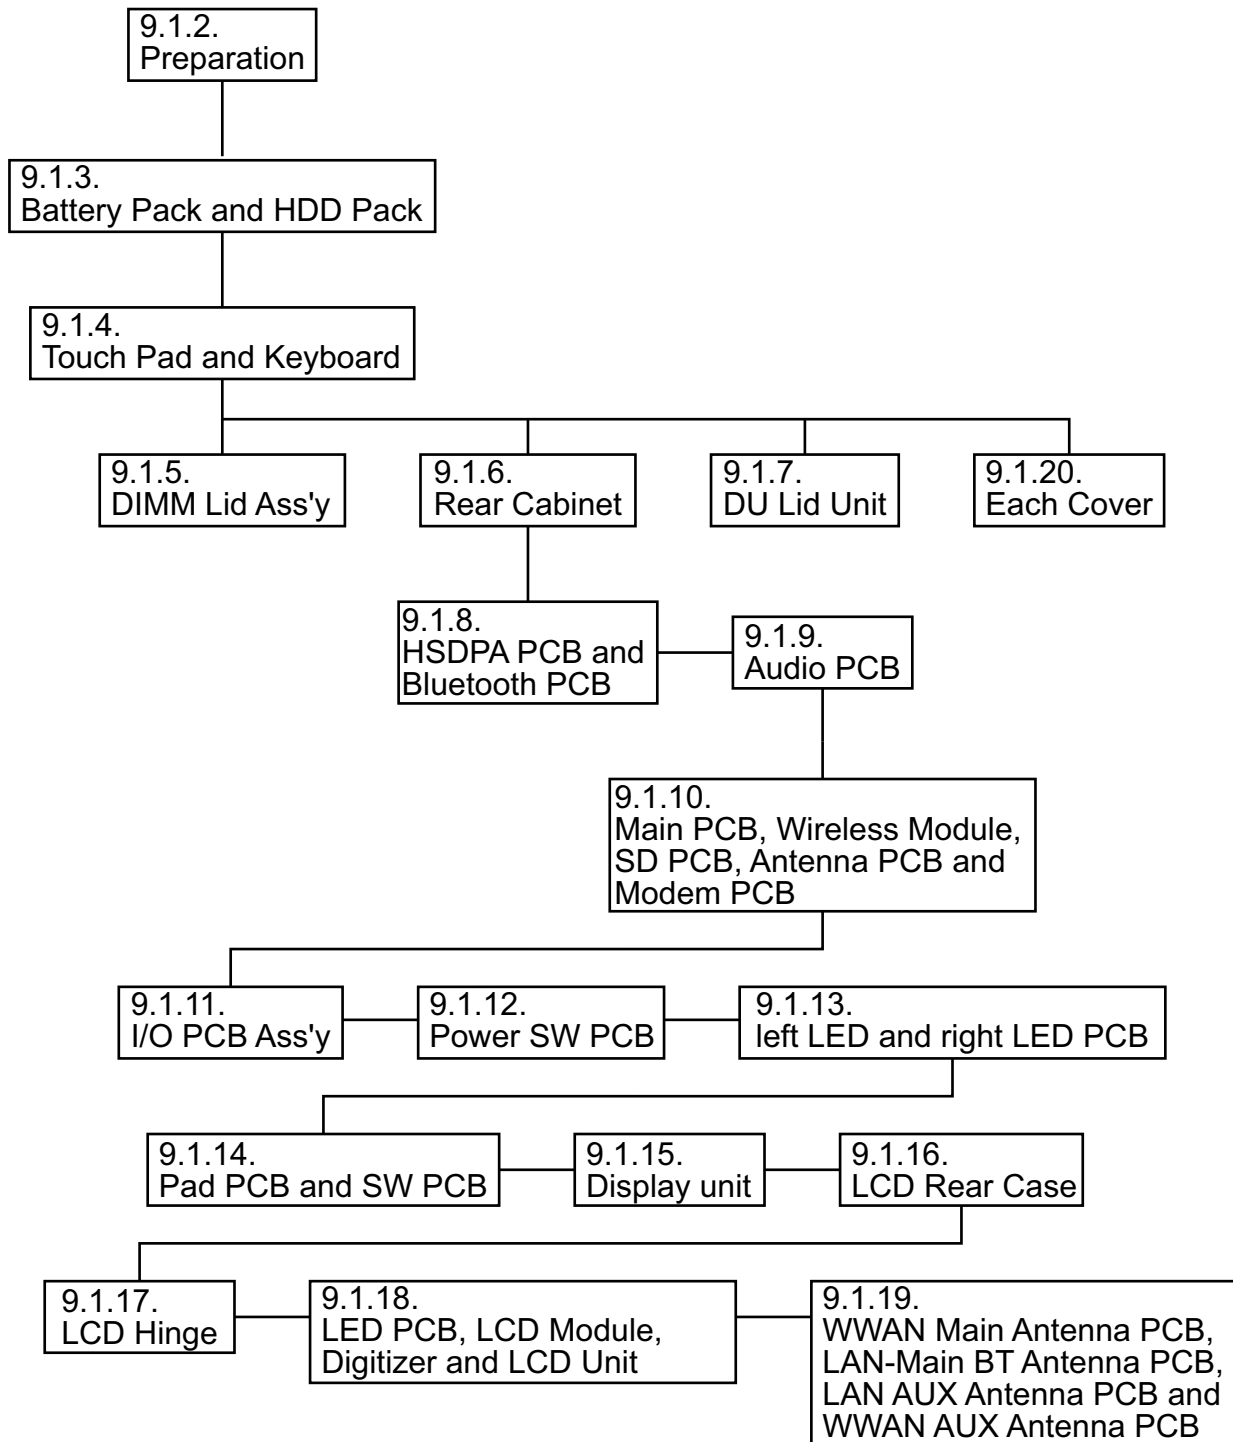 9.1.2.
Preparation
9.1.3.
Battery Pack and HDD Pack
9.1.4.
Touch Pad and Keyboard
9.1.5.
DIMM Lid Ass'y
9.1.6.
Rear Cabinet
9.1.7.
DU Lid Unit
9.1.20.
Each Cover
9.1.8.
HSDPA PCB and
Bluetooth PCB
9.1.9.
Audio PCB
9.1.10.
Main PCB, Wireless Module,
SD PCB, Antenna PCB and
Modem PCB
9.1.11.
I/O PCB Ass'y
9.1.12.
Power SW PCB
9.1.13.
left LED and right LED PCB
9.1.14.
Pad PCB and SW PCB
9.1.15.
Display unit
9.1.16.
LCD Rear Case
9.1.17.
LCD Hinge
9.1.18.
LED PCB, LCD Module,
Digitizer and LCD Unit
9.1.19.
WWAN Main Antenna PCB,
LAN-Main BT Antenna PCB,
LAN AUX Antenna PCB and
WWAN AUX Antenna PCB